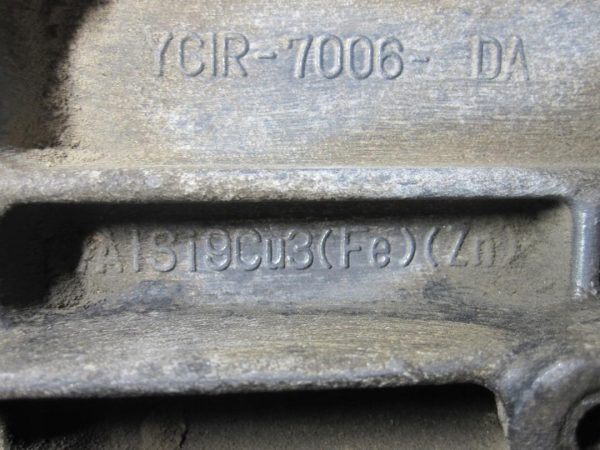 YC1R-7006- DA
AlSi9Cu3(Fe)(Zn)